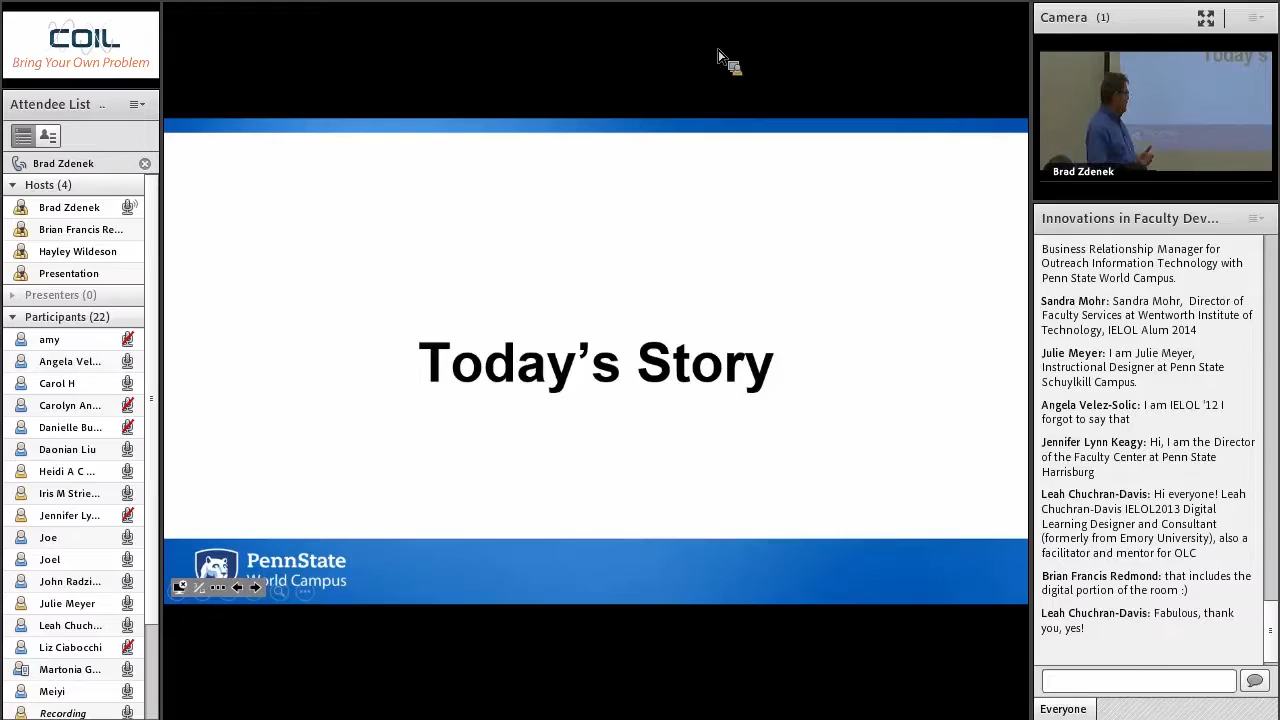 COIL
Bring Your Own Problem
Attendee List ..
Brad Zdenek
Hosts (4)
Brad Zdenek
Brian Francis Re...
Hayley Wildeson
Presentation
Presenters (0)
Participants (22)
amy
Angela Vel...
Carol H
Carolyn An...
Danielle Bu...
Daonian Liu
Heidi A C ...
Iris M Strie...
Jennifer Ly...
Joe
Joel
John Radzi...
Julie Meyer
Leah Chuch...
Liz Ciabocchi
Martonia G...
Meiyi
Recording
Today's Story
PennState
World Campus
Camera (1)
Today's
Brad Zdenek
Innovations in Faculty Dev...
Business Relationship Manager for
Outreach Information Technology with
Penn State World Campus.
Sandra Mohr: Sandra Mohr, Director of
Faculty Services at Wentworth Institute of
Technology, IELOL Alum 2014
Julie Meyer: I am Julie Meyer,
Instructional Designer at Penn State
Schuylkill Campus.
Angela Velez-Solic: I am IELOL '12 I
forgot to say that
Jennifer Lynn Keagy: Hi, I am the Director
of the Faculty Center at Penn State
Harrisburg
Leah Chuchran-Davis: Hi everyone! Leah
Chuchran-Davis IELOL2013 Digital
Learning Designer and Consultant
(formerly from Emory University), also a
facilitator and mentor for OLC
Brian Francis Redmond: that includes the
digital portion of the room :)
Leah Chuchran-Davis: Fabulous, thank
you, yes!
Everyone